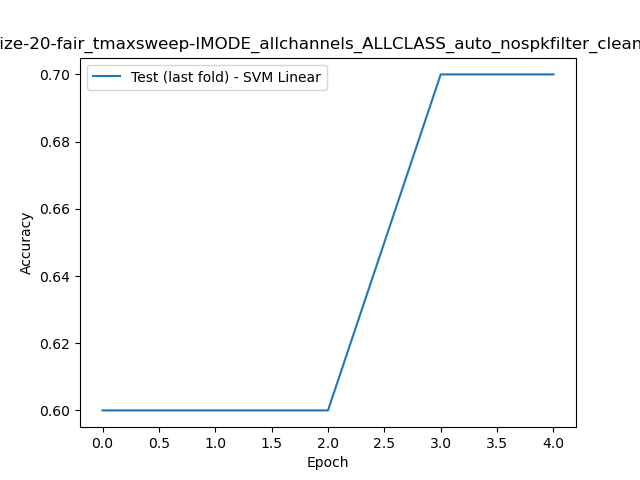 ize-20-fair_tmaxsweep-IMODE_allchannels_ALLCLASS_auto_nospkfilter_clean
Test (last fold) - SVM Linear
0.70
0.68
0.66
0.64
0.62
0.60
Accuracy
0.0 0.5 1.0 1.5 2.0 2.5 3.0 3.5 4.0
Epoch